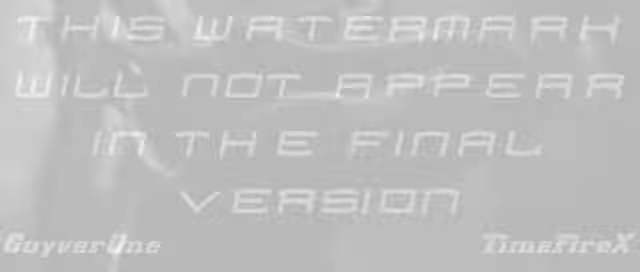 THIS WATERMARK
WILL NOT APPEAR
IN THE FINAL
VERSION
GuyverOne
TimeFireX